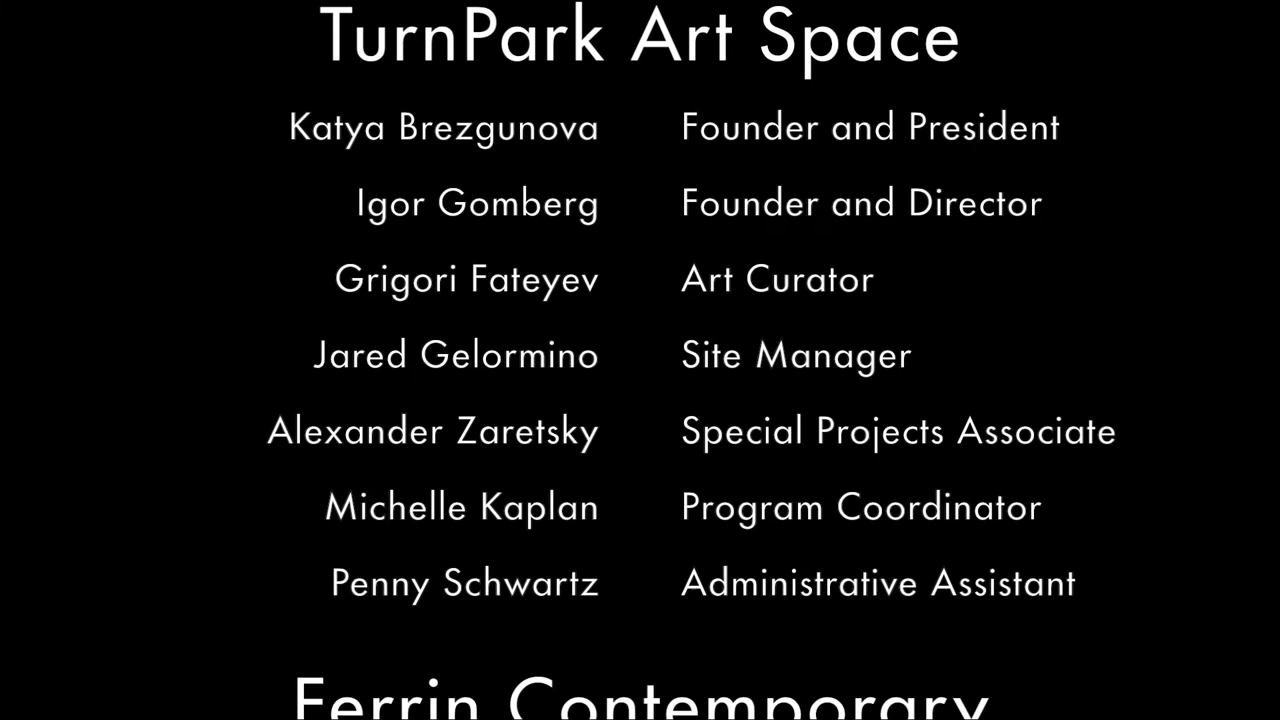 TurnPark Art Space
Katya Brezgunova Founder and President
Igor Gomberg Founder and Director
Grigori Fateyev Art Curator
Jared Gelormino Site Manager
Alexander Zaretsky Special Projects Associate
Michelle Kaplan Program Coordinator
Penny Schwartz Administrative Assistant
Ferrin Contemporary